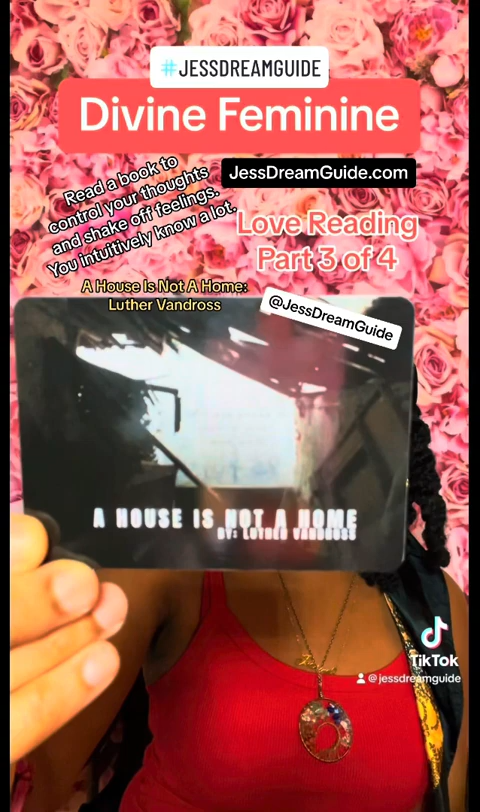 #JESSDREAMGUIDE
Divine Feminine
JessDreamGuide.com
Read a book to
control your thoughts
and shake off feelings.
You intuitively know a lot.
Love Reading
Part 3 of 4
A House Is Not A Home:
Luther Vandross
@JessDreamGuide
A HOUSE IS NOT A HOME
BY: LUTHER VANDROSS
TikTok
@jessdreamguide